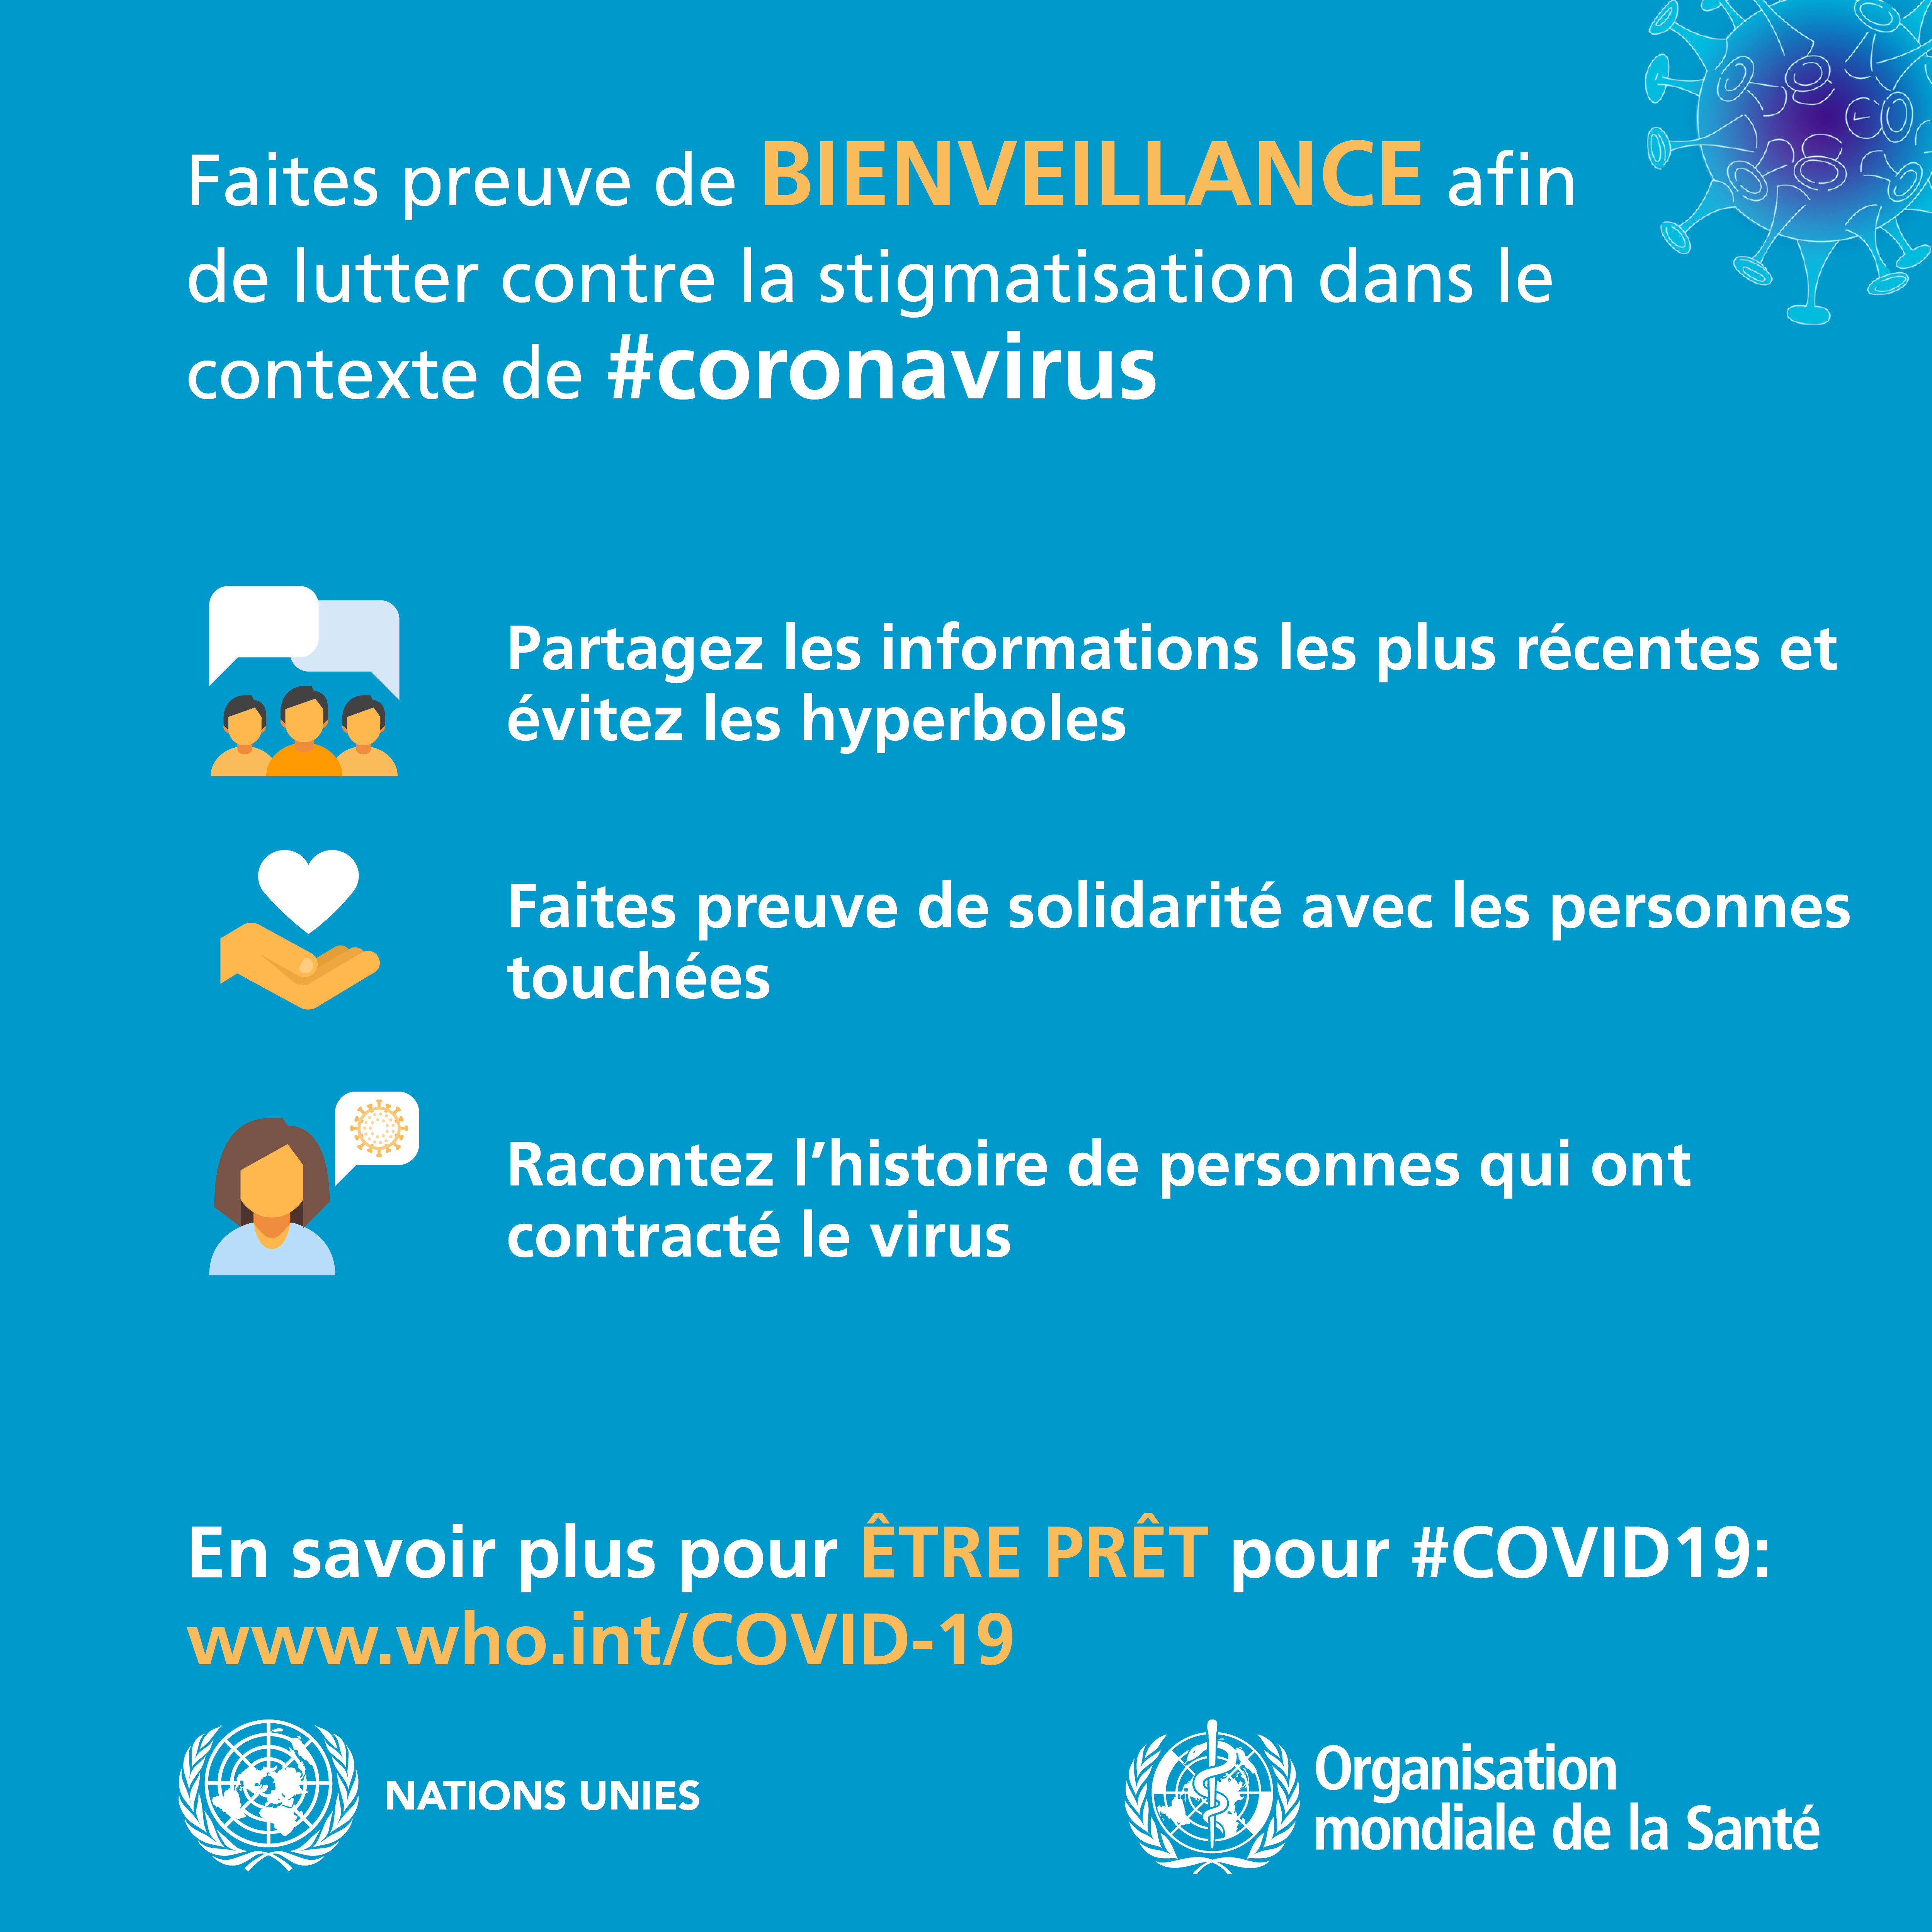 Faites preuve de BIENVEILLANCE afin
de lutter contre la stigmatisation dans le
contexte de #coronavirus
Partagez les informations les plus récentes et
évitez les hyperboles
Faites preuve de solidarité avec les personnes
touchées
Racontez l’histoire de personnes qui ont
contracté le virus
En savoir plus pour ÊTRE PRÊT pour #COVID19:
www.who.int/COVID-19
NATIONS UNIES
Organisation
mondiale de la Santé